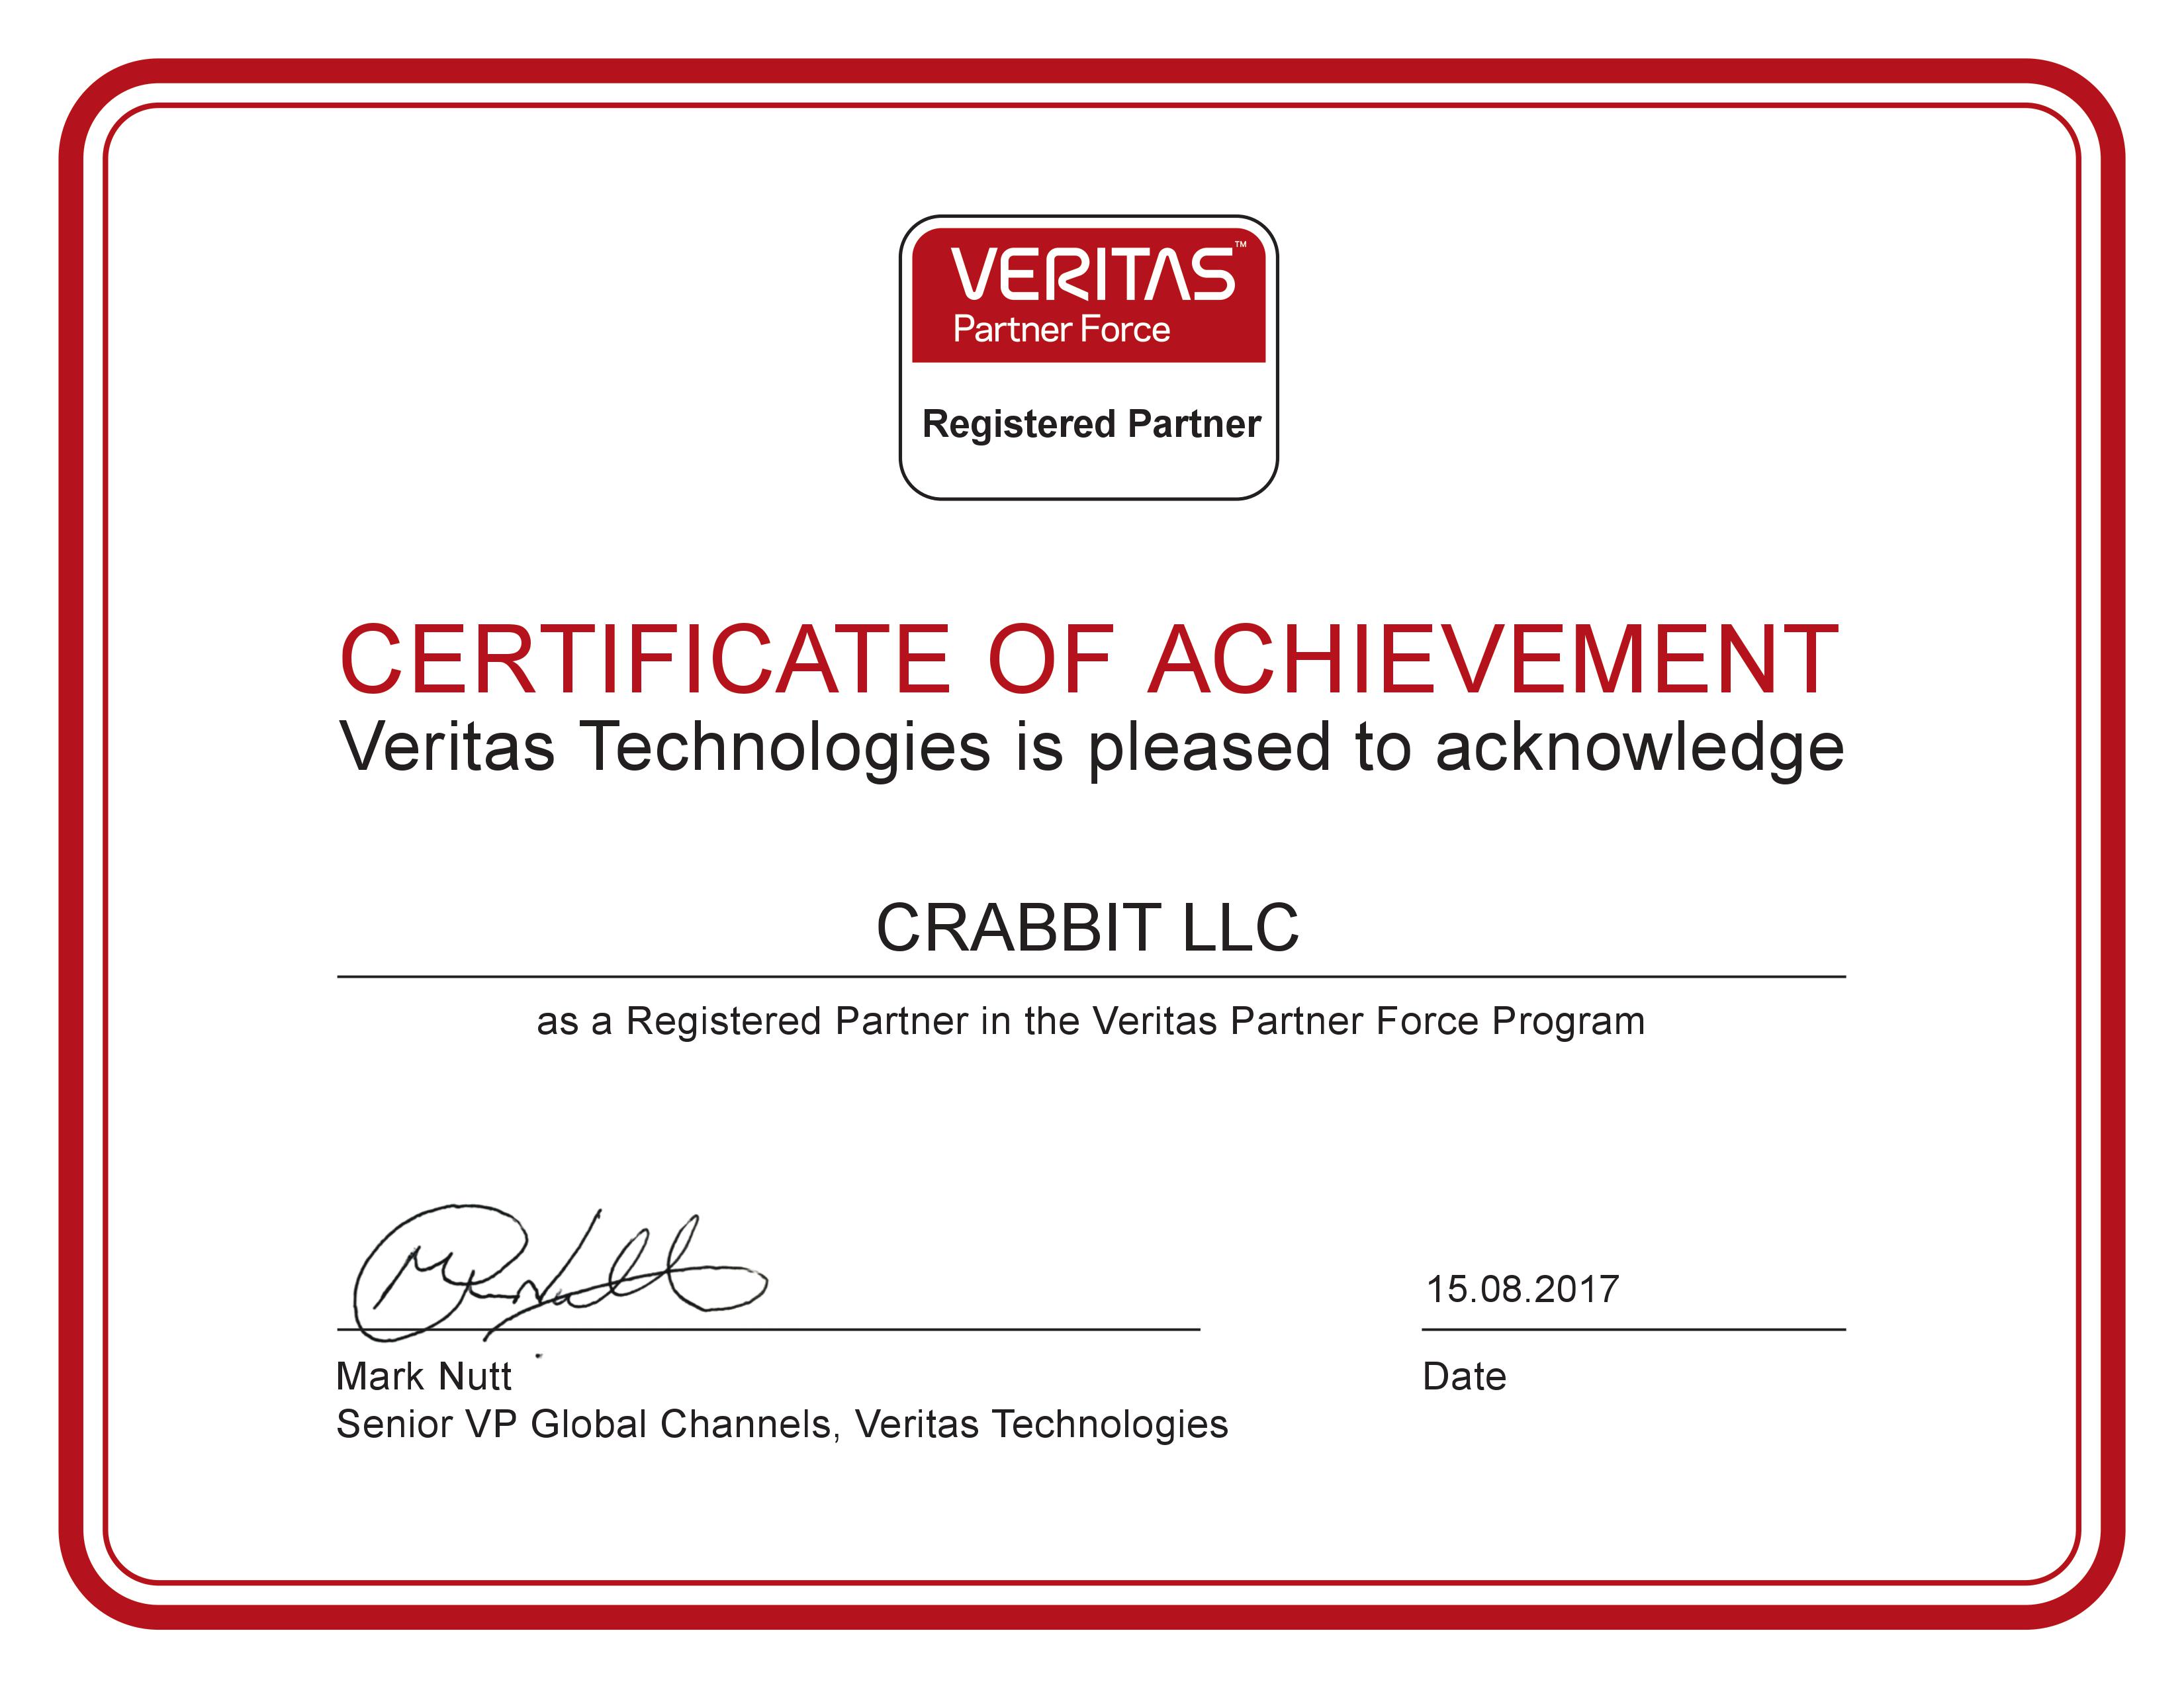 VERITAS™
Partner Force
Registered Partner
CERTIFICATE OF ACHIEVEMENT
Veritas Technologies is pleased to acknowledge
CRABBIT LLC
as a Registered Partner in the Veritas Partner Force Program
15.08.2017
Mark Nutt
Date
Senior VP Global Channels, Veritas Technologies